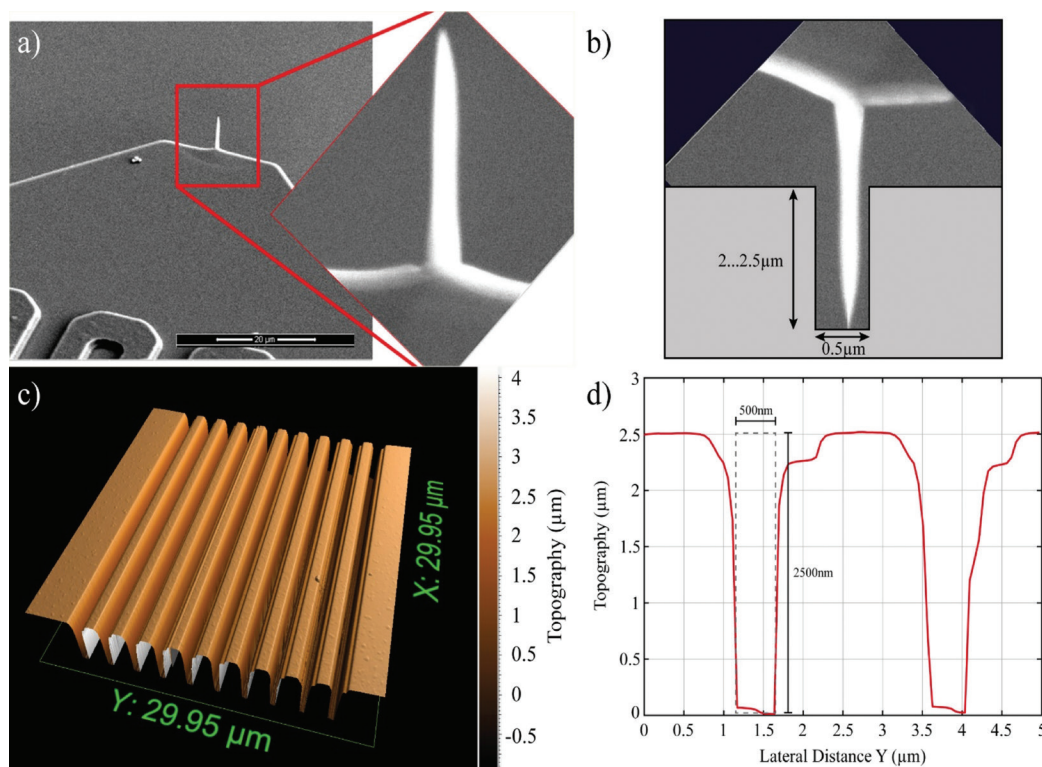 a)
20 µm
b)
2...2.5µm
0.5µm
c)
X: 29.95 µm
Y: 29.95 µm
4
3
2.5
2
1.5
1
0.5
0
-0.5
Topography (µm)
d)
3
2.5
2
1.5
1
0.5
0
Topography (µm)
500nm
2500nm
0 0.5 1 1.5 2 2.5 3 3.5 4 4.5 5
Lateral Distance Y (µm)